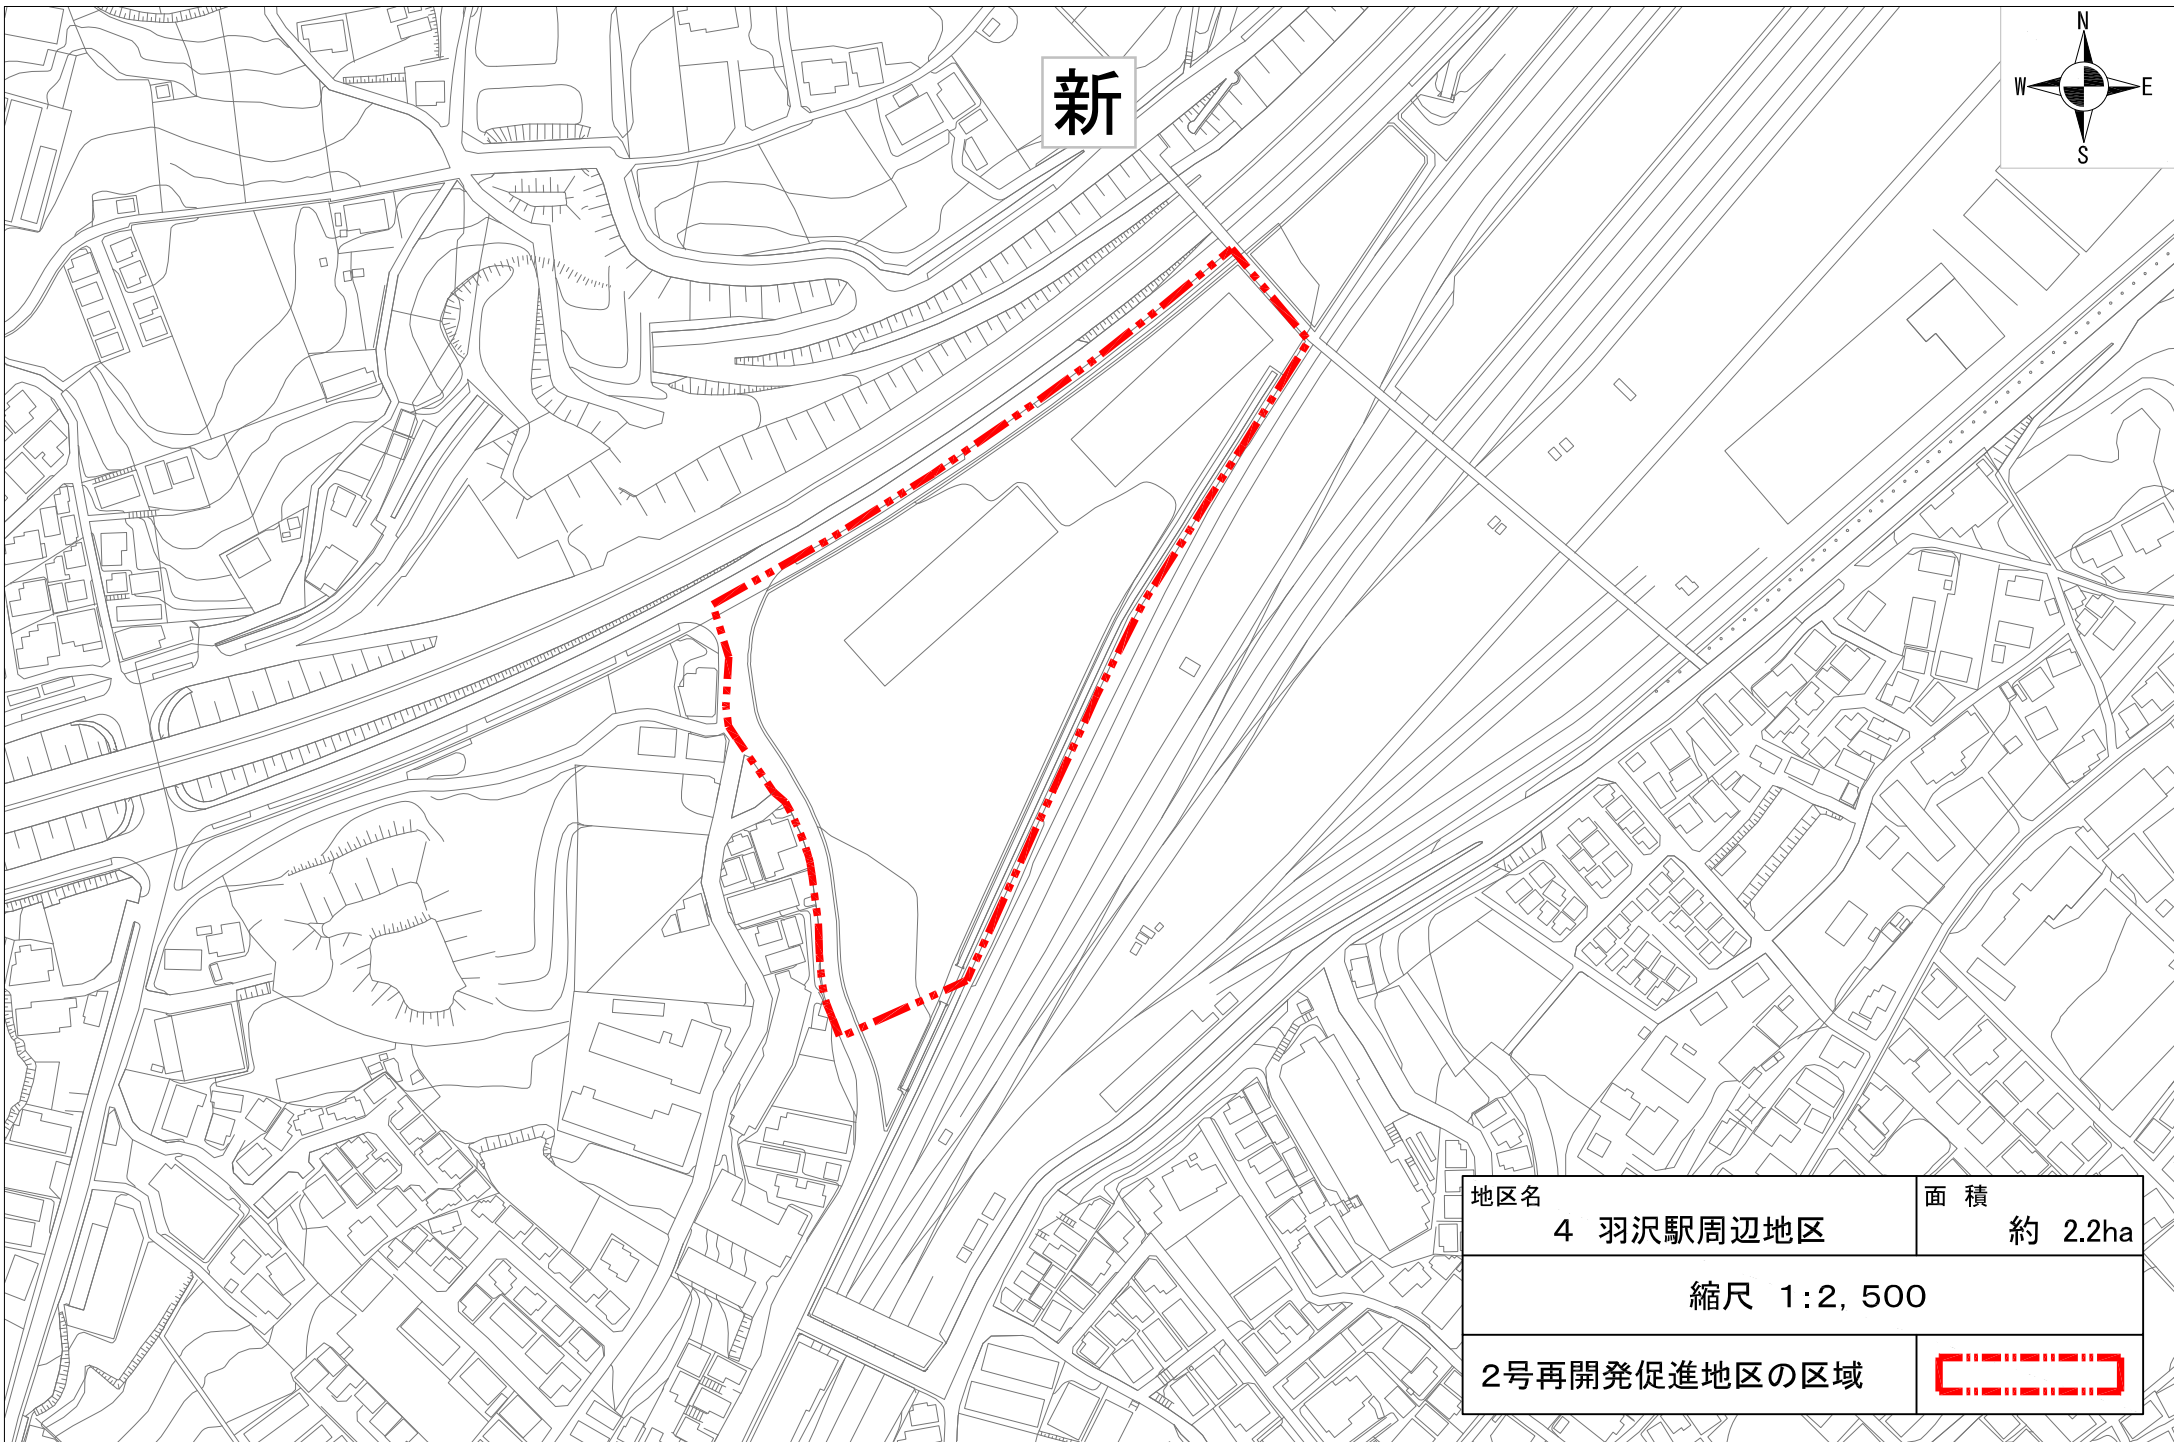 新
N
W E
S
地区名
4 羽沢駅周辺地区
面 積
約 2.2ha
縮尺 1:2,500
2号再開発促進地区の区域